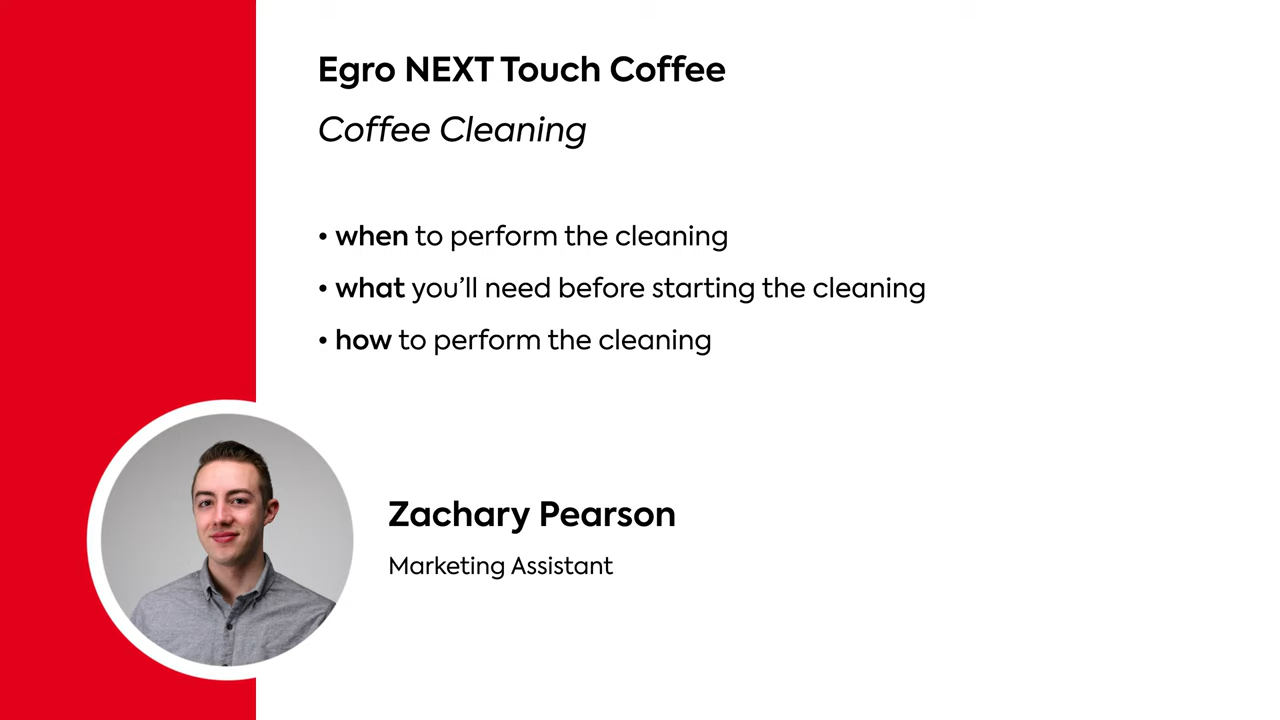 Egro NEXT Touch Coffee
Coffee Cleaning
• when to perform the cleaning
• what you’ll need before starting the cleaning
• how to perform the cleaning
Zachary Pearson
Marketing Assistant